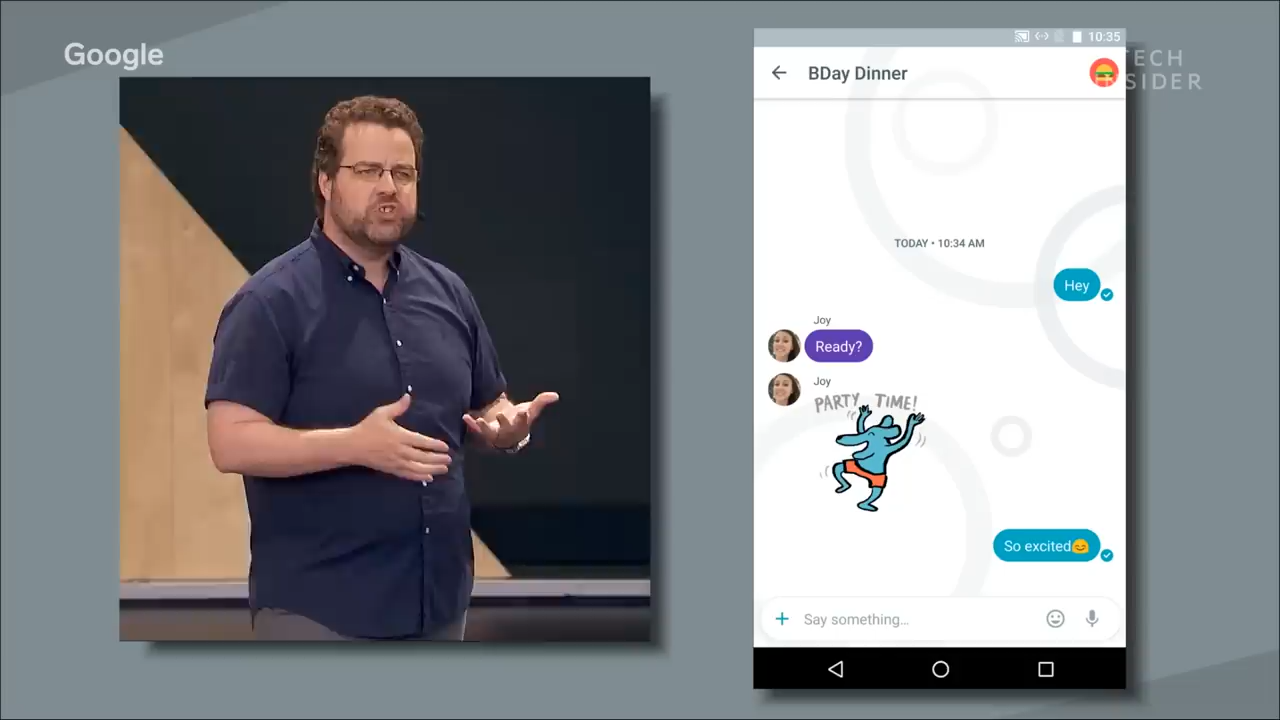 Google
10:35
BDay Dinner
TECH
INSIDER
TODAY • 10:34 AM
Hey
Joy
Ready?
Joy
PARTY TIME!
So excited😊
Say something...